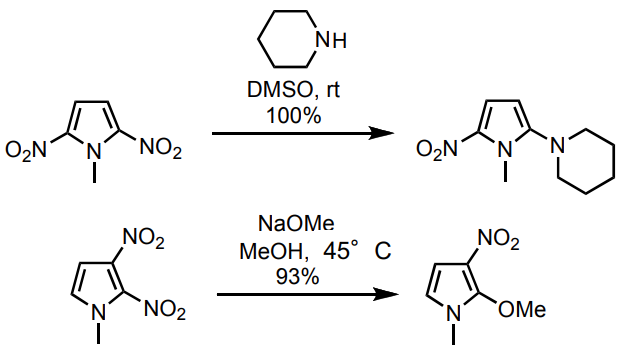 NH
DMSO, rt
100%
O2N N NO2
O2N N N
NaOMe
MeOH, 45° C
93%
NO2
N NO2
NO2
N OMe